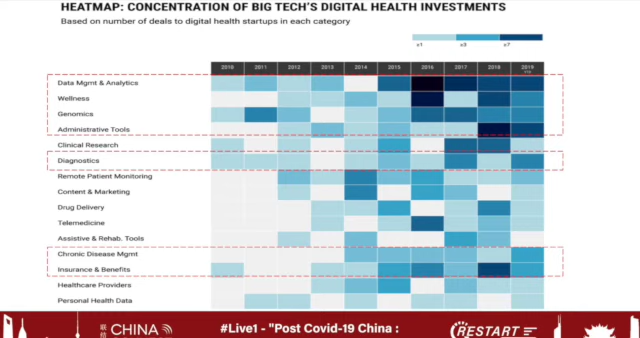 HEATMAP: CONCENTRATION OF BIG TECH'S DIGITAL HEALTH INVESTMENTS
Based on number of deals to digital health startups in each category
≥1 ≥3 ≥7
2010 2011 2012 2013 2014 2015 2016 2017 2018 2019
Data Mgmt & Analytics
Wellness
Genomics
Administrative Tools
Clinical Research
Diagnostics
Remote Patient Monitoring
Content & Marketing
Drug Delivery
Telemedicine
Assistive & Rehab. Tools
Chronic Disease Mgmt
Insurance & Benefits
Healthcare Providers
Personal Health Data
CHINA
#Live1 - "Post Covid-19 China :
RESTART